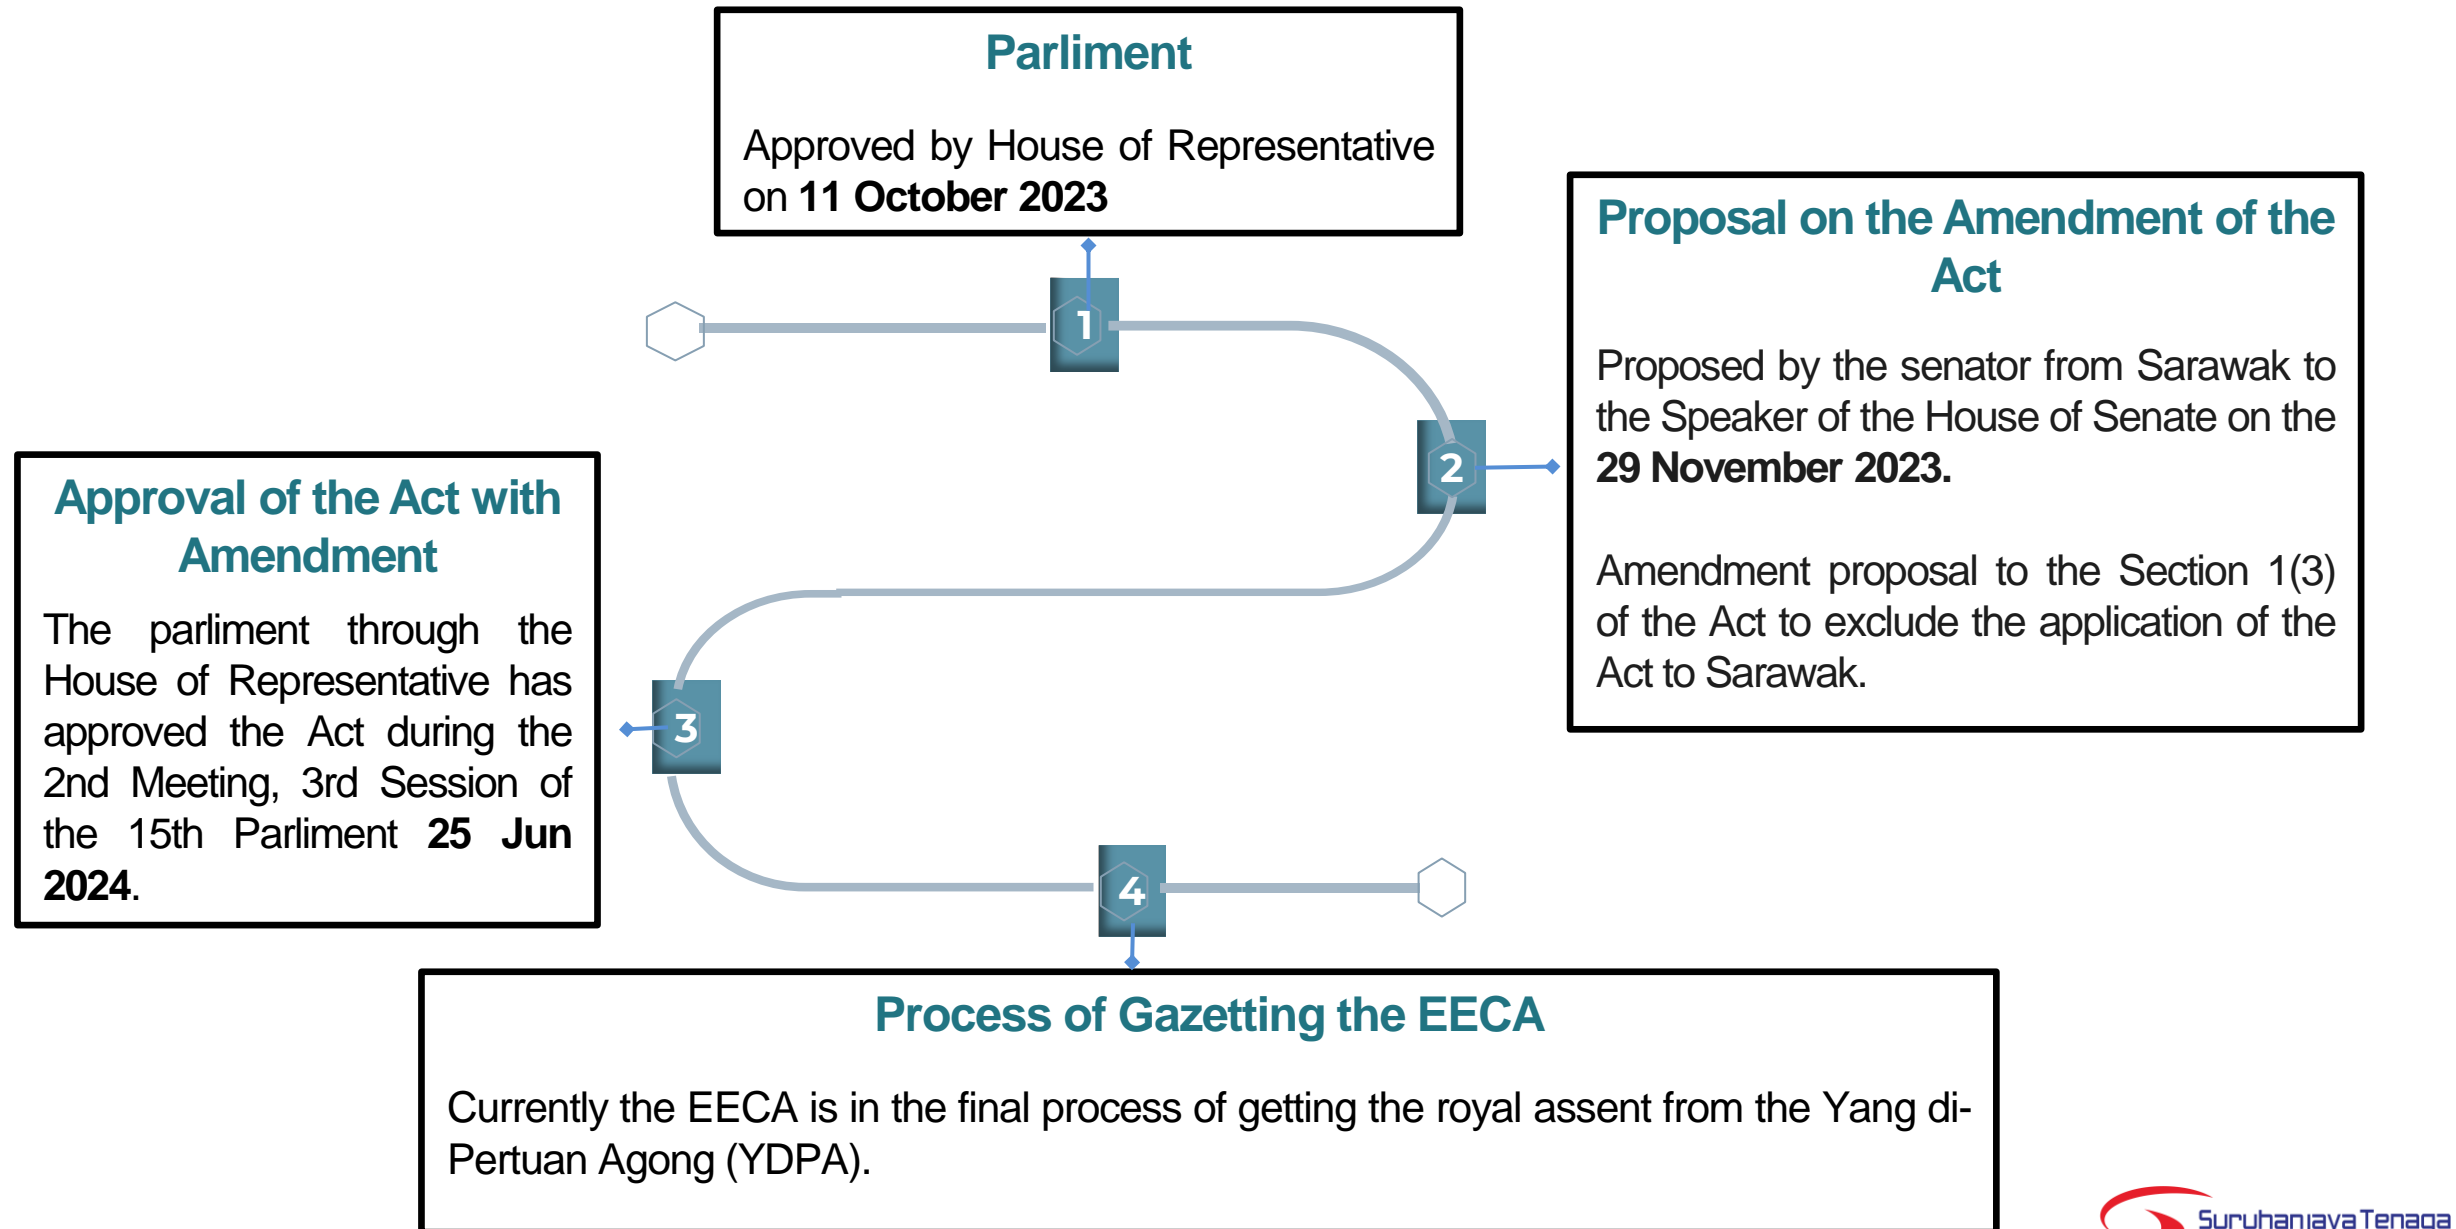 Parliment
Approved by House of Representative
on 11 October 2023
1
Proposal on the Amendment of the
Act
Proposed by the senator from Sarawak to
the Speaker of the House of Senate on the
29 November 2023.
Amendment proposal to the Section 1(3)
of the Act to exclude the application of the
Act to Sarawak.
2
Approval of the Act with
Amendment
The parliment through the
House of Representative has
approved the Act during the
2nd Meeting, 3rd Session of
the 15th Parliment 25 Jun
2024.
3
4
Process of Gazetting the EECA
Currently the EECA is in the final process of getting the royal assent from the Yang di-
Pertuan Agong (YDPA).
Suruhanjaya Tenaga